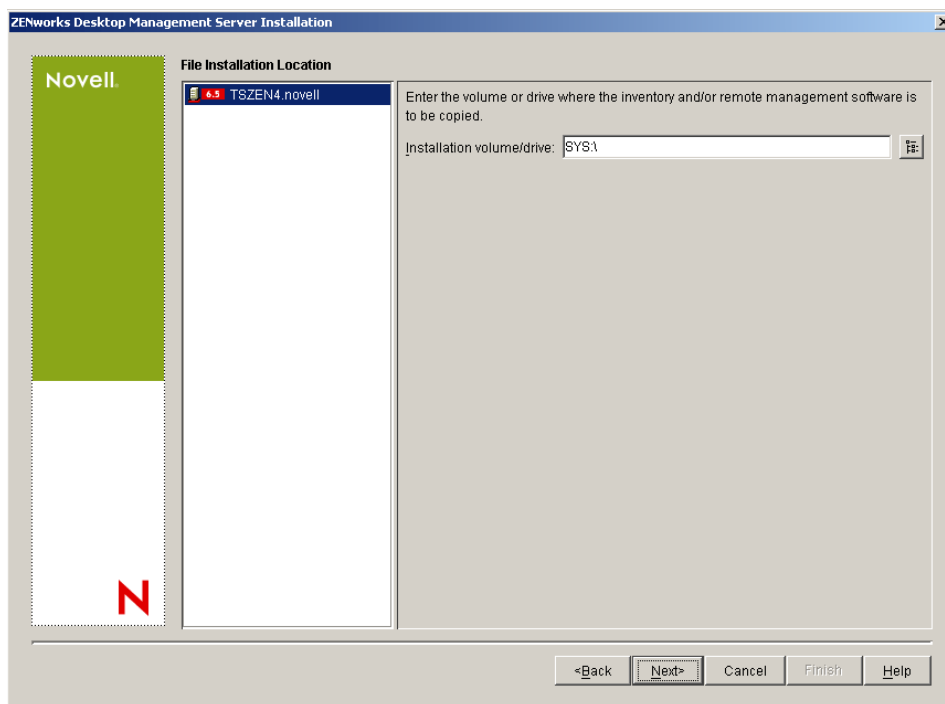 ZENworks Desktop Management Server Installation
Novell.
File Installation Location
6.5 TSZEN4.novell
Enter the volume or drive where the inventory and/or remote management software is
to be copied.
Installation volume/drive: SYS:\
N
<Back Next> Cancel Finish Help